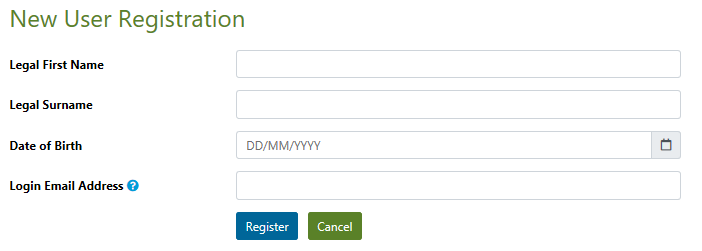 New User Registration
Legal First Name
Legal Surname
Date of Birth DD/MM/YYYY
Login Email Address ?
Register Cancel